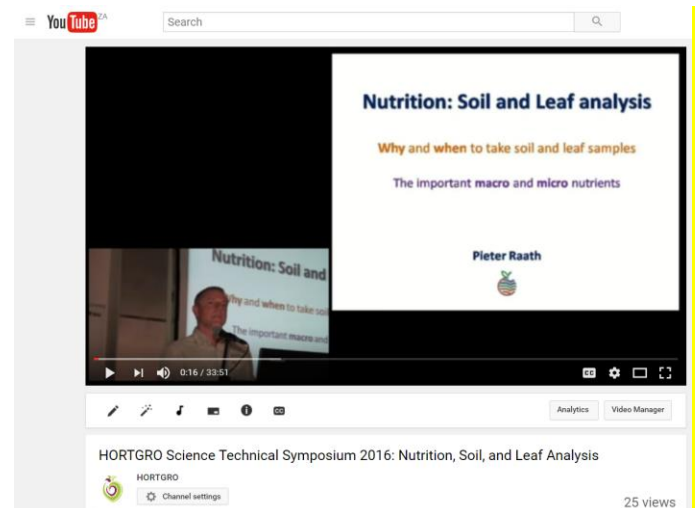 YouTube ZA
Search
Nutrition: Soil and Leaf analysis
Why and when to take soil and leaf samples
The important macro and micro nutrients
Pieter Raath
Nutrition: Soil and
Why and when to take soil
The important macro and
0:16 / 33:51
CC
CC
Analytics
Video Manager
HORTGRO Science Technical Symposium 2016: Nutrition, Soil, and Leaf Analysis
HORTGRO
Channel settings
25 views